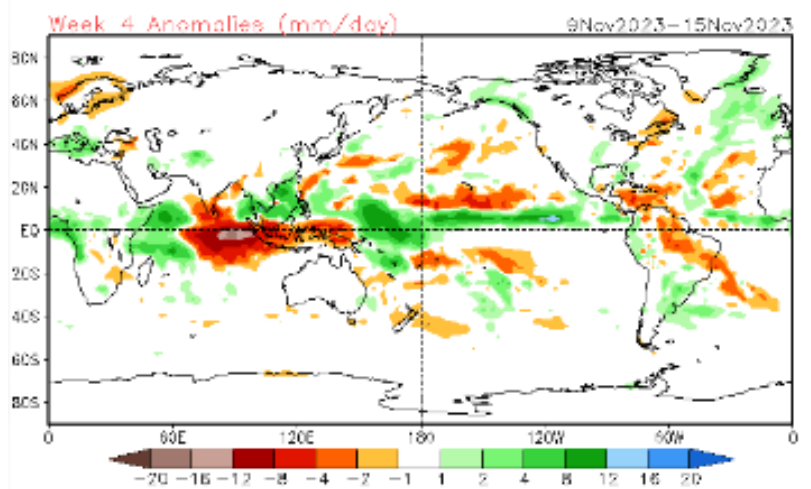 Week 4 Anomalies (mm/day) 9Nov2023-15Nov2023
80N
60N
40N
20N
EQ
20S
40S
60S
80S
0 60E 120E 180 120W 60W 0
-20 -16 -12 -8 -4 -2 -1 1 2 4 8 12 16 20